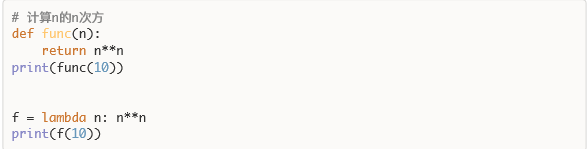 # 计算n的n次方
def func(n):
    return n**n
print(func(10))
f = lambda n: n**n
print(f(10))